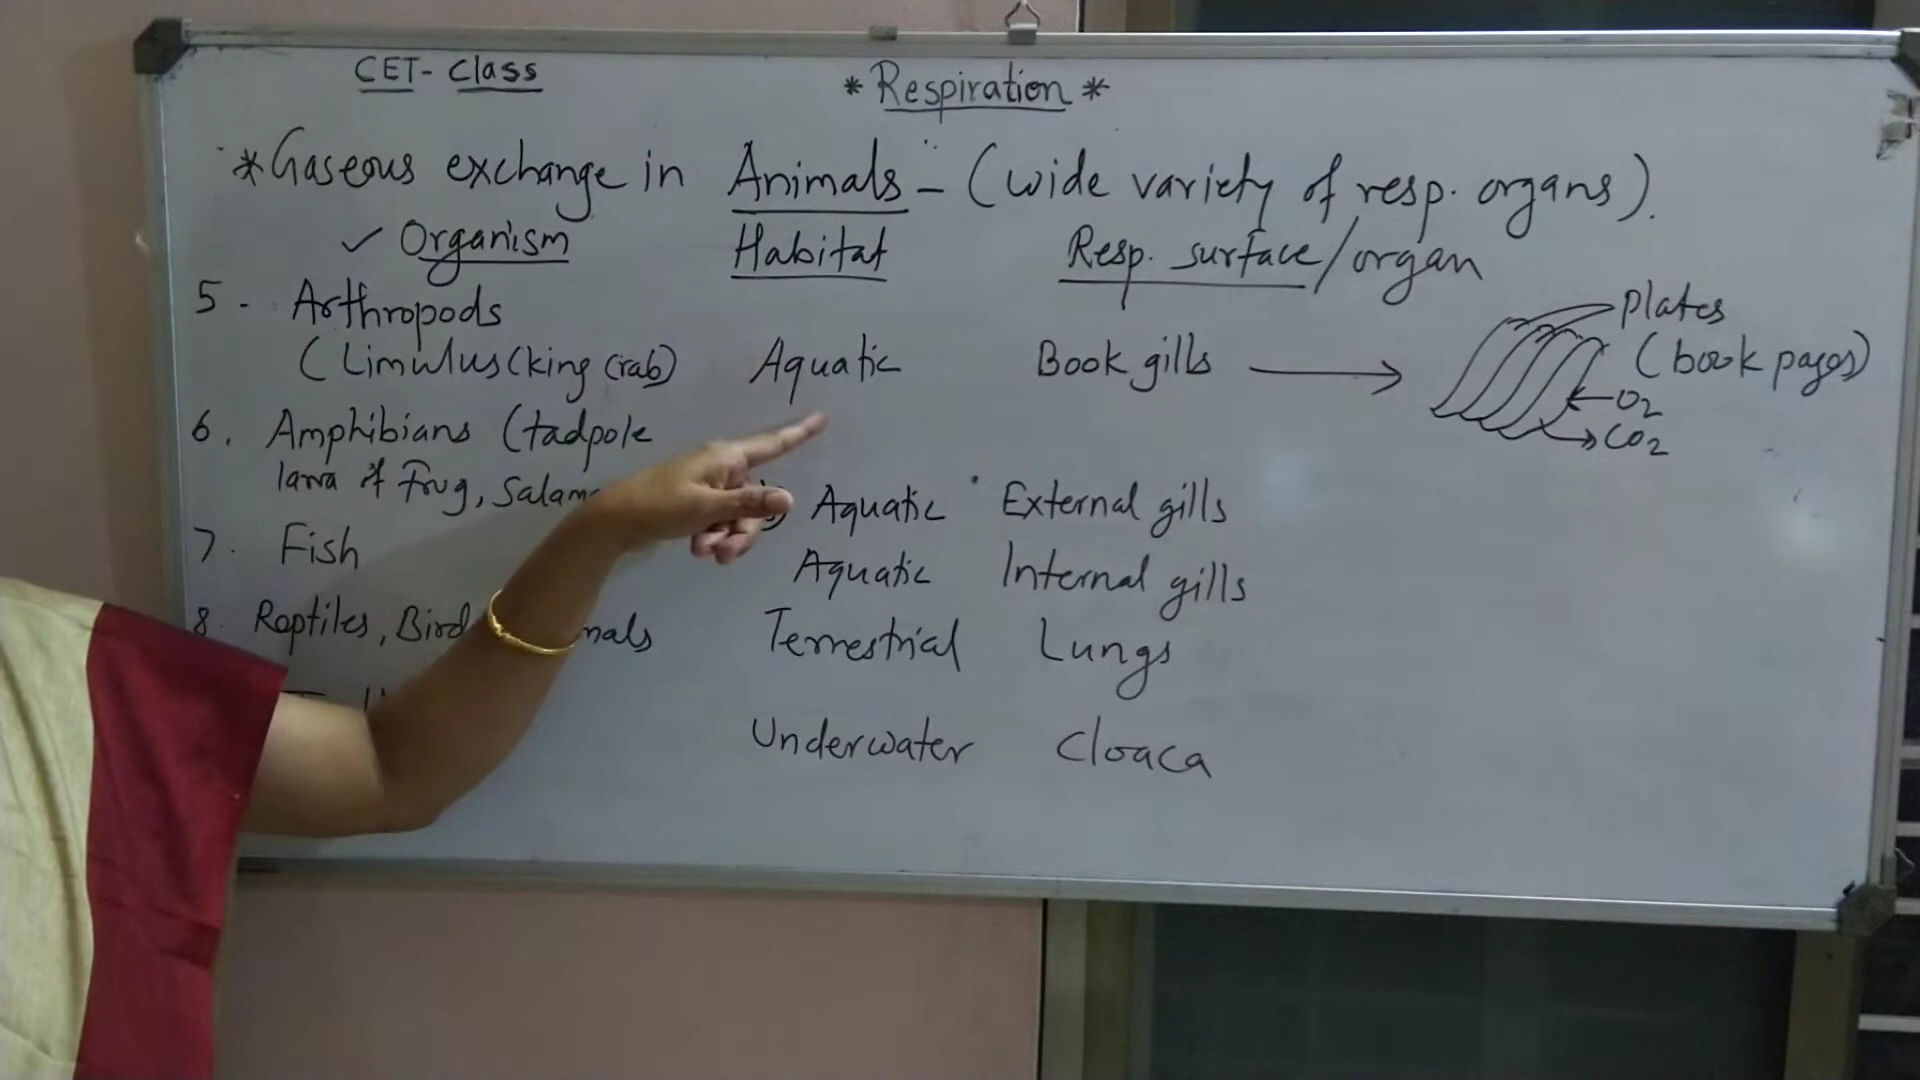 CET- Class
* Respiration *
* Gaseous exchange in Animals - (wide variety of resp. organs).
✓ Organism Habitat Resp. surface/organ
5 - Arthropods
(Limulus (king crab) Aquatic Book gills → plates (book pages)
O2
CO2
6. Amphibians (tadpole
larva of Frog, Salam Aquatic External gills
7. Fish Aquatic Internal gills
8. Reptiles, Bird mals Terrestrial Lungs
Underwater Cloaca